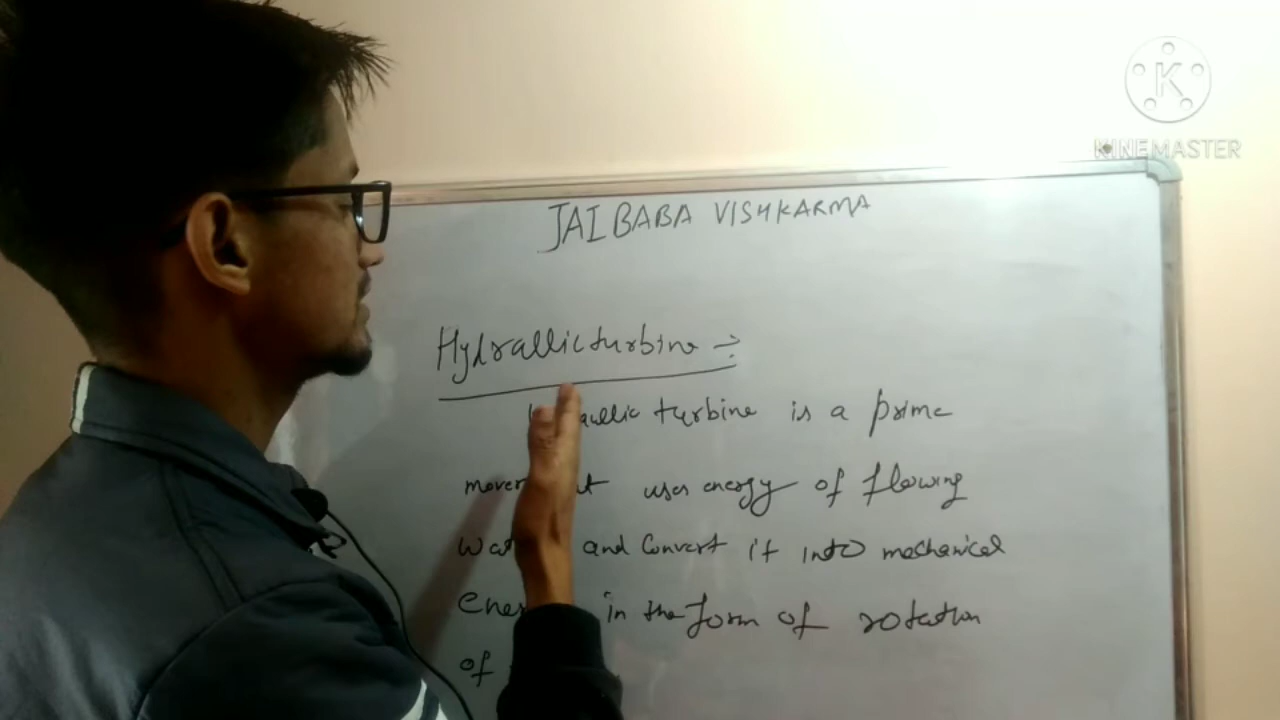 K
KINEMASTER
JAI BABA VISHKARMA
Hydrallic turbine :-
turbine is a prime
mover uses energy of flowing
and Convert it into mechanical
in the form of rotation
of